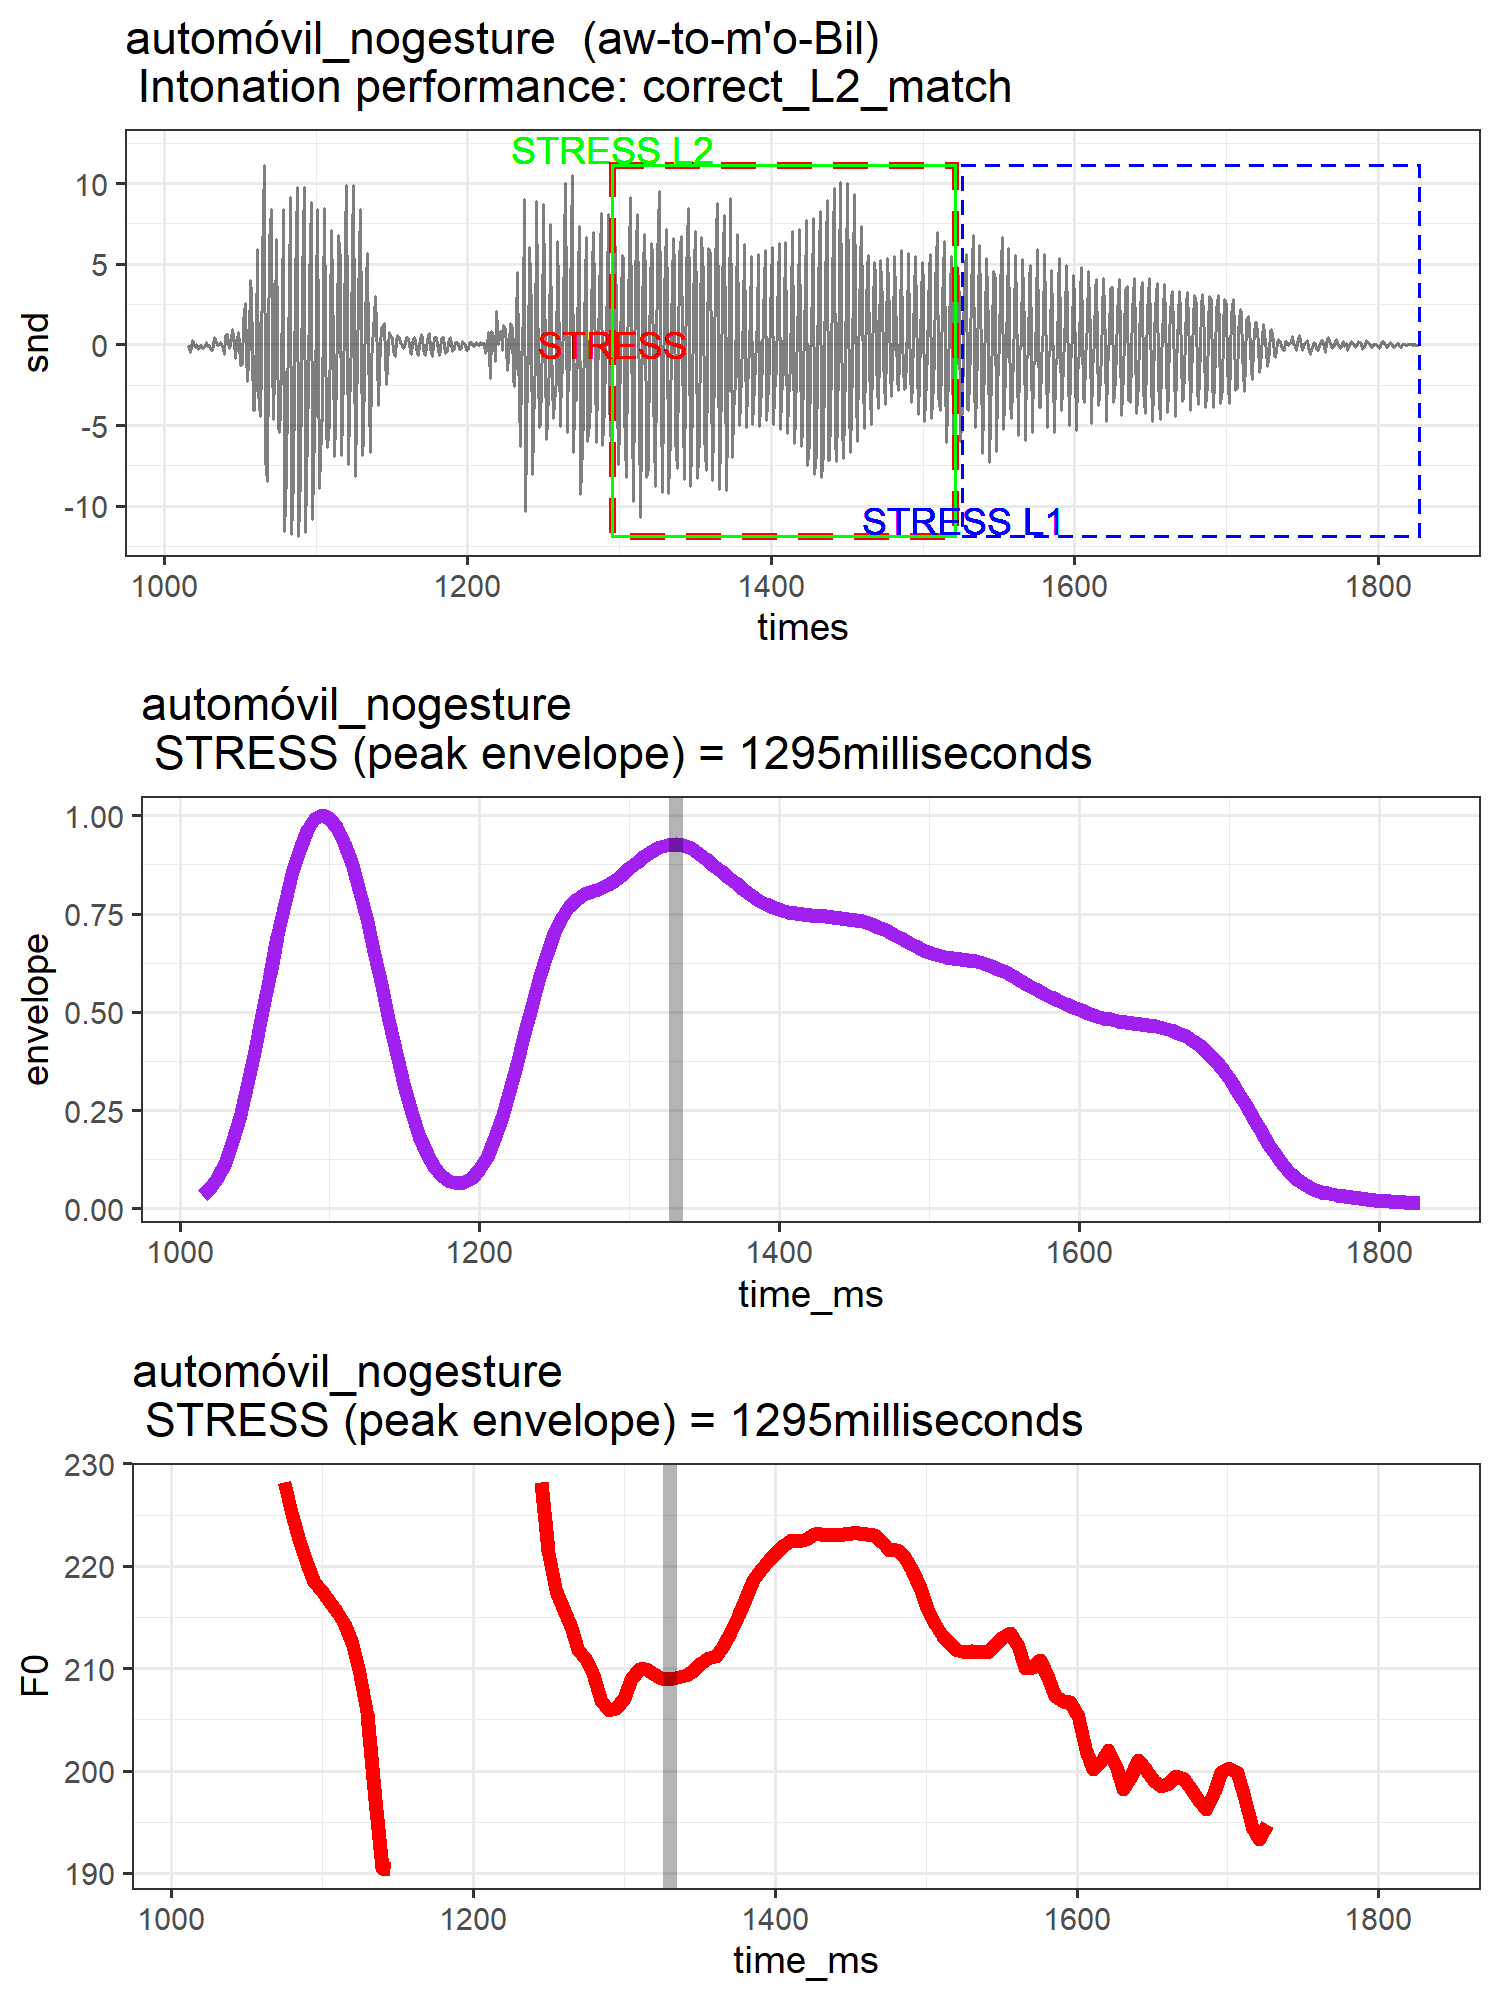 automóvil_nogesture  (aw-to-m'o-Bil)
Intonation performance: correct_L2_match
STRESS L2
STRESS
STRESS L1
10
5
0
-5
-10
snd
1000
1200
1400
1600
1800
times
automóvil_nogesture
STRESS (peak envelope) = 1295milliseconds
1.00
0.75
0.50
0.25
0.00
envelope
1000
1200
1400
1600
1800
time_ms
automóvil_nogesture
STRESS (peak envelope) = 1295milliseconds
230
220
210
200
190
F0
1000
1200
1400
1600
1800
time_ms